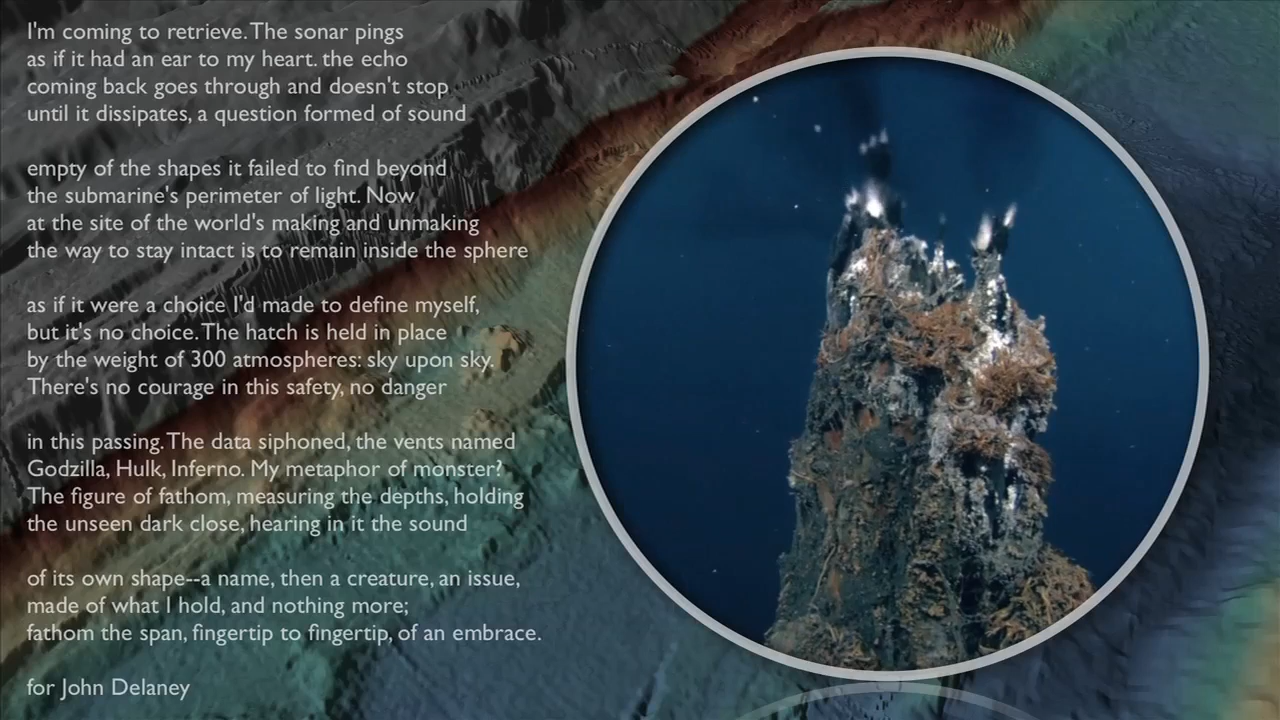 I'm coming to retrieve. The sonar pings
as if it had an ear to my heart. the echo
coming back goes through and doesn't stop
until it dissipates, a question formed of sound
empty of the shapes it failed to find beyond
the submarine's perimeter of light. Now
at the site of the world's making and unmaking
the way to stay intact is to remain inside the sphere
as if it were a choice I'd made to define myself,
but it's no choice. The hatch is held in place
by the weight of 300 atmospheres: sky upon sky.
There's no courage in this safety, no danger
in this passing. The data siphoned, the vents named
Godzilla, Hulk, Inferno. My metaphor of monster?
The figure of fathom, measuring the depths, holding
the unseen dark close, hearing in it the sound
of its own shape--a name, then a creature, an issue,
made of what I hold, and nothing more;
fathom the span, fingertip to fingertip, of an embrace.
for John Delaney